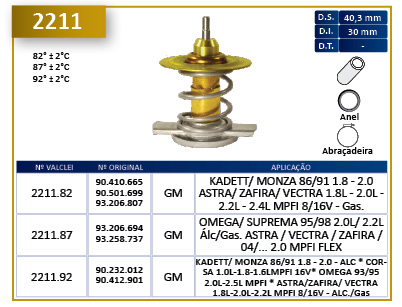 2211
82° ± 2°C
87° ± 2°C
92° ± 2°C
D.S. 40,3 mm
D.I. 30 mm
D.T. -
Anel
Abraçadeira
Nº VALCLEI Nº ORIGINAL APLICAÇÃO
2211.82
90.410.665
90.501.699
93.206.807
GM
KADETT/ MONZA 86/91 1.8 - 2.0
ASTRA/ ZAFIRA/ VECTRA 1.8L - 2.0L -
2.2L - 2.4L MPFI 8/16V - Gas.
2211.87
93.206.694
93.258.737
GM
OMEGA/ SUPREMA 95/98 2.0L/ 2.2L
Álc/Gas. ASTRA / VECTRA / ZAFIRA /
04/... 2.0 MPFI FLEX
2211.92
90.232.012
90.412.901
GM
KADETT/ MONZA 86/91 1.8 - 2.0 - ALC * COR-
SA 1.0L-1.8-1.6LMPFI 16V* OMEGA 93/95
2.0L-2.5L MPFI * ASTRA/ZAFIRA/ VECTRA
1.8L-2.0L-2.2L MPFI 8/16V - ALC./Gas